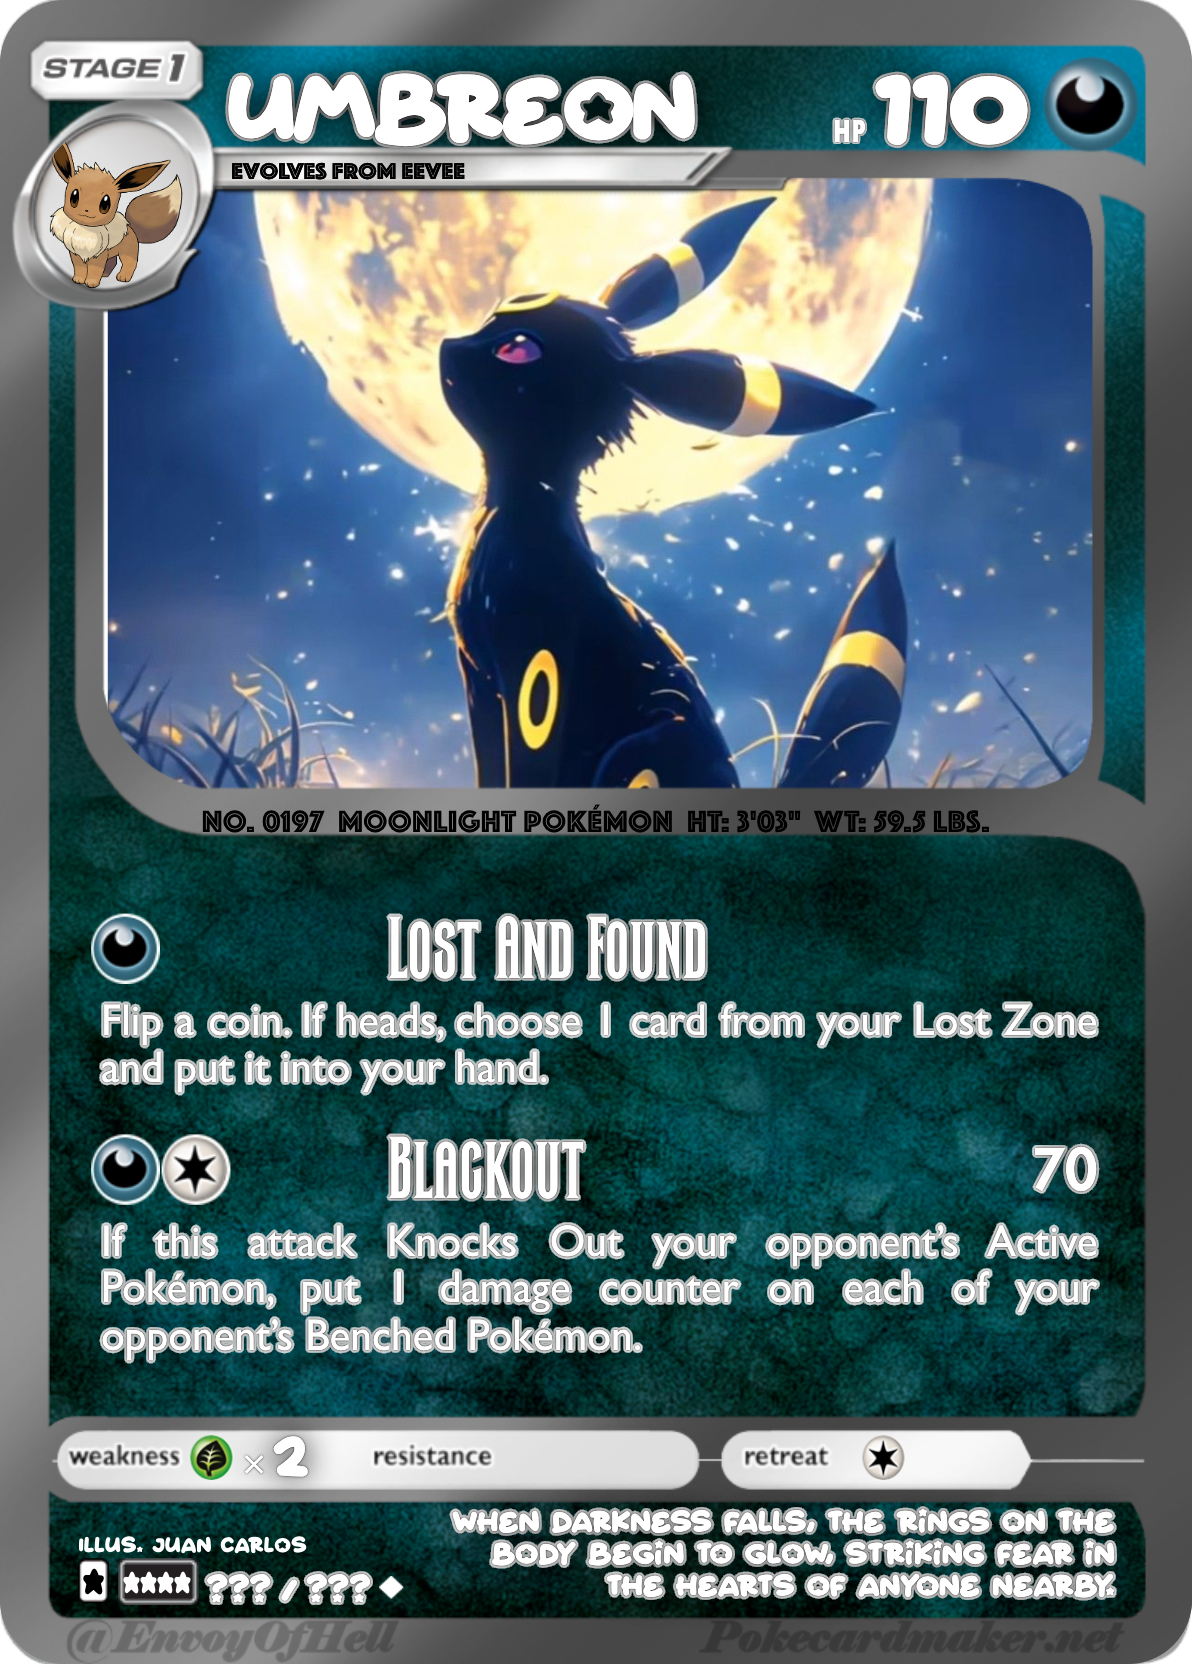 STAGE 1
UMBREON
HP 110
EVOLVES FROM EEVEE
NO. 0197 MOONLIGHT POKÉMON HT: 3'03" WT: 59.5 LBS.
Lost And Found
Flip a coin. If heads, choose 1 card from your Lost Zone
and put it into your hand.
Blackout 70
If this attack Knocks Out your opponent's Active
Pokémon, put 1 damage counter on each of your
opponent's Benched Pokémon.
weakness × 2 resistance retreat
WHEN DARKNESS FALLS, THE RINGS ON THE
BODY BEGIN TO GLOW, STRIKING FEAR IN
THE HEARTS OF ANYONE NEARBY.
ILLUS. JUAN CARLOS
??? / ???
@EnvoyOfHell
Pokecardmaker.net